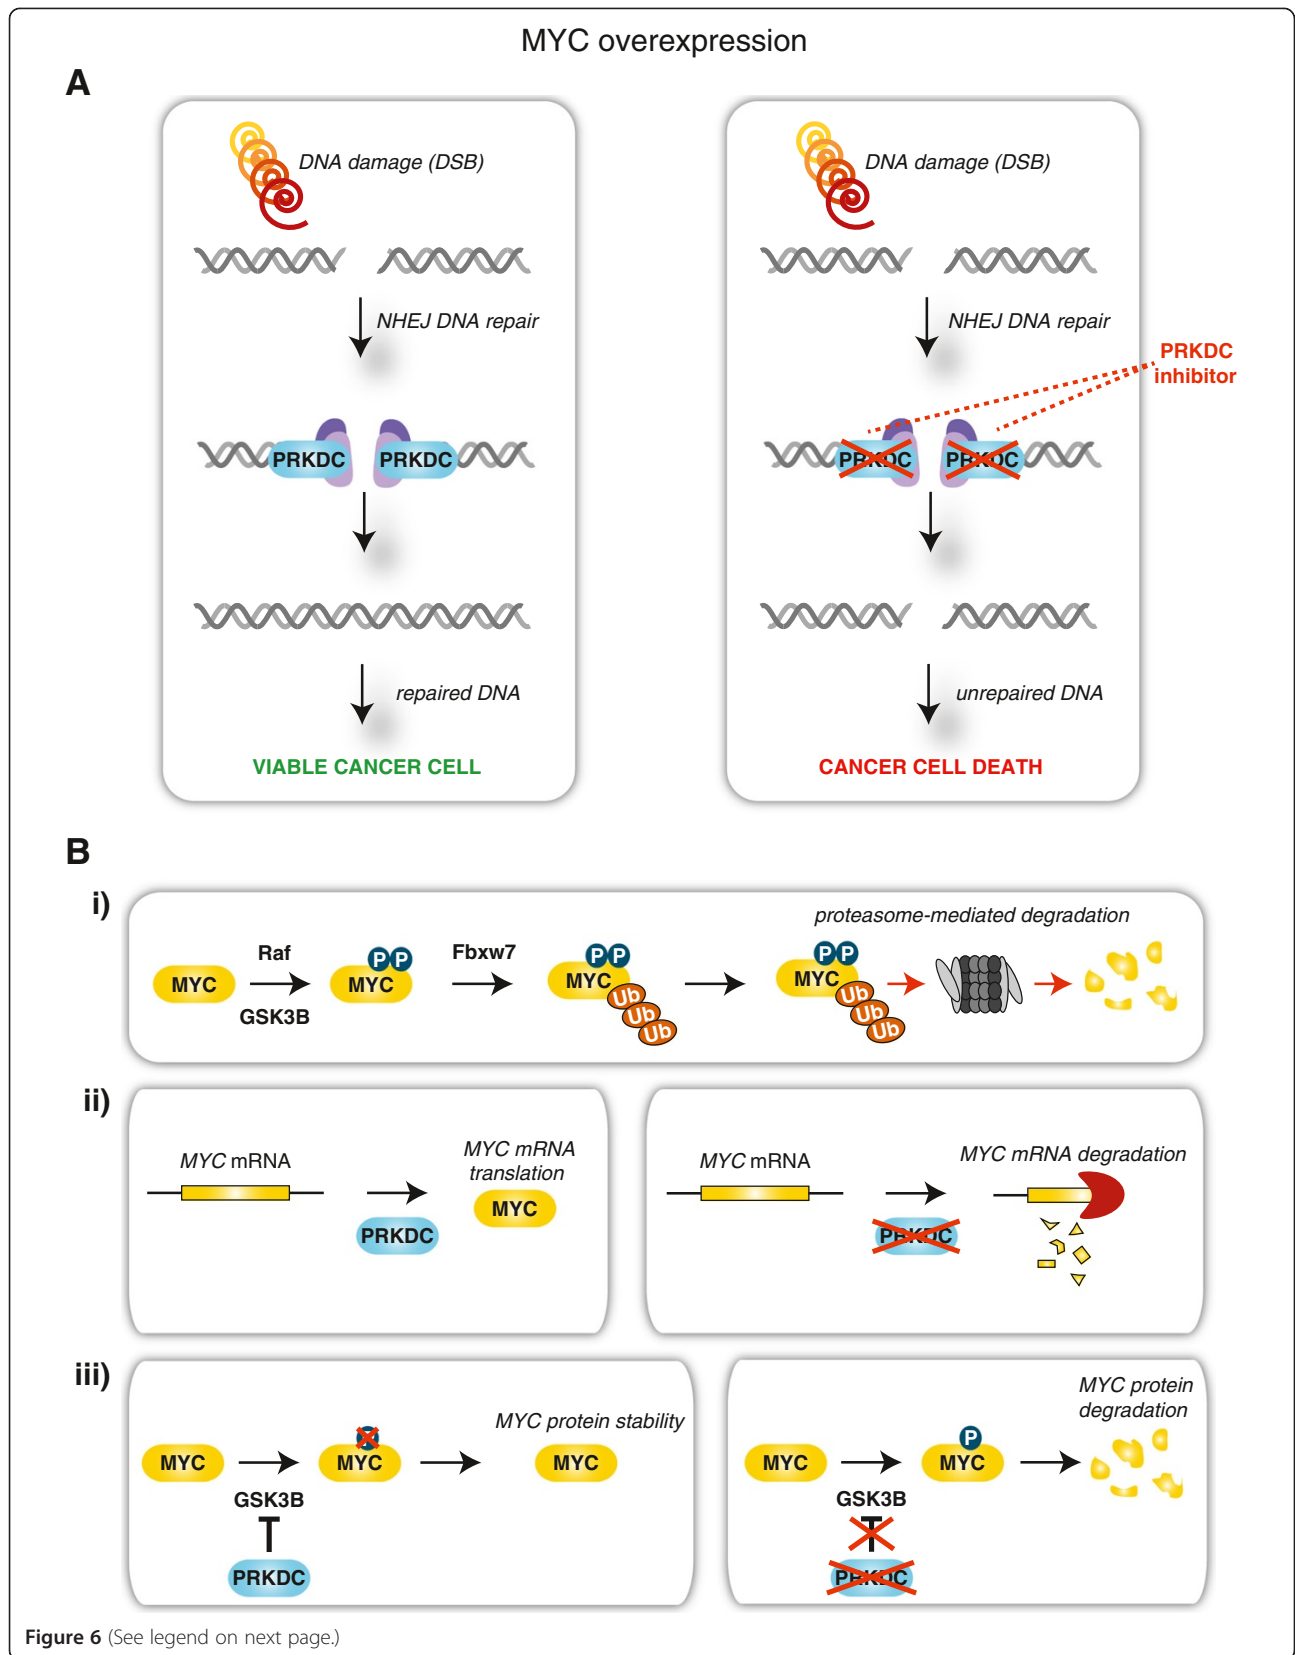 MYC overexpression
A
DNA damage (DSB)
NHEJ DNA repair
PRKDC
PRKDC
repaired DNA
VIABLE CANCER CELL
DNA damage (DSB)
NHEJ DNA repair
PRKDC
inhibitor
PRKDC
PRKDC
unrepaired DNA
CANCER CELL DEATH
B
i)
proteasome-mediated degradation
MYC
Raf
GSK3B
P P
MYC
Fbxw7
P P
MYC
Ub
Ub
Ub
P P
MYC
Ub
Ub
Ub
ii)
MYC mRNA
PRKDC
MYC mRNA
translation
MYC
MYC mRNA
PRKDC
MYC mRNA degradation
iii)
MYC
GSK3B
PRKDC
MYC
MYC protein stability
MYC
MYC
GSK3B
PRKDC
P
MYC
MYC protein
degradation
Figure 6 (See legend on next page.)